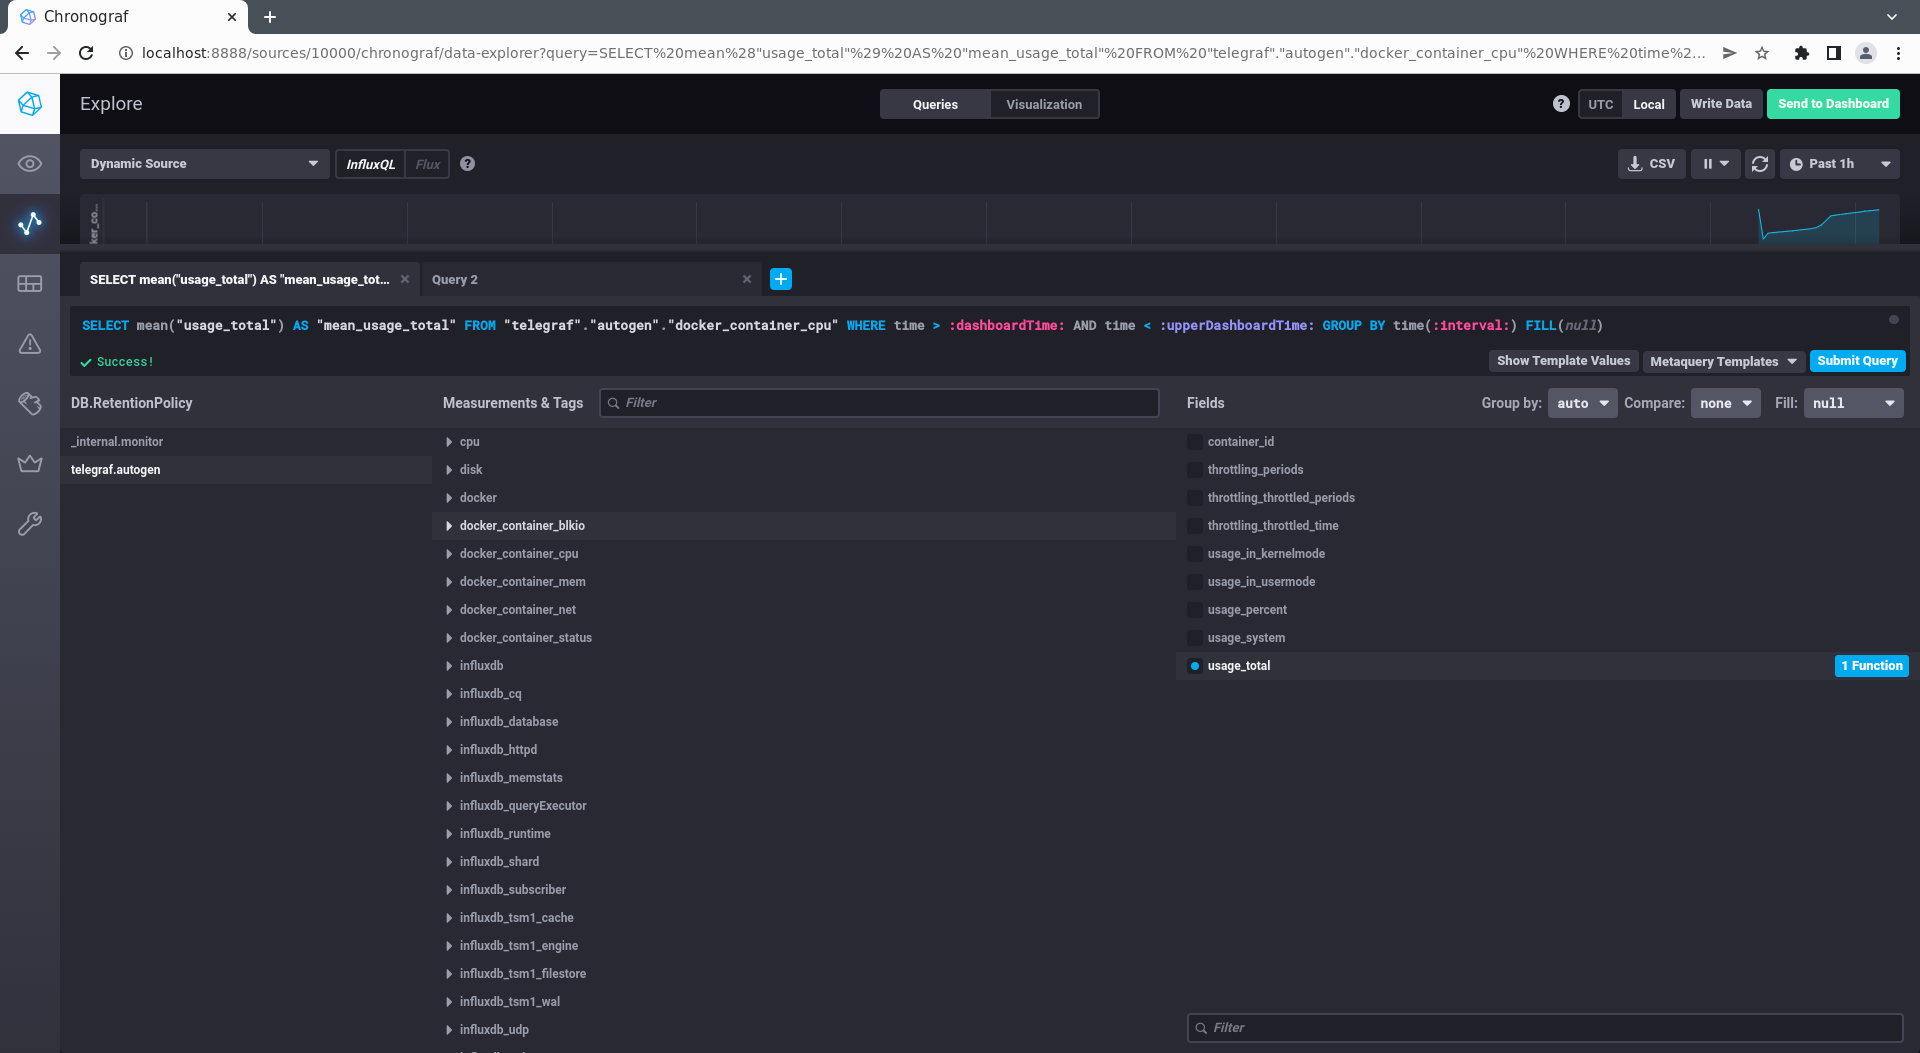 Chronograf
localhost:8888/sources/10000/chronograf/data-explorer?query=SELECT%20mean%28"usage_total"%29%20AS%20"mean_usage_total"%20FROM%20"telegraf"."autogen"."docker_container_cpu"%20WHERE%20time%2...
Explore
Queries
Visualization
UTC
Local
Write Data
Send to Dashboard
Dynamic Source
InfluxQL
Flux
CSV
Past 1h
ker_co...
SELECT mean("usage_total") AS "mean_usage_tot...
Query 2
SELECT mean("usage_total") AS "mean_usage_total" FROM "telegraf"."autogen"."docker_container_cpu" WHERE time > :dashboardTime: AND time < :upperDashboardTime: GROUP BY time(:interval:) FILL(null)
Success!
Show Template Values
Metaquery Templates
Submit Query
DB.RetentionPolicy
_internal.monitor
telegraf.autogen
Measurements & Tags
Filter
cpu
disk
docker
docker_container_blkio
docker_container_cpu
docker_container_mem
docker_container_net
docker_container_status
influxdb
influxdb_cq
influxdb_database
influxdb_httpd
influxdb_memstats
influxdb_queryExecutor
influxdb_runtime
influxdb_shard
influxdb_subscriber
influxdb_tsm1_cache
influxdb_tsm1_engine
influxdb_tsm1_filestore
influxdb_tsm1_wal
influxdb_udp
Fields
Group by: auto
Compare: none
Fill: null
container_id
throttling_periods
throttling_throttled_periods
throttling_throttled_time
usage_in_kernelmode
usage_in_usermode
usage_percent
usage_system
usage_total
1 Function
Filter